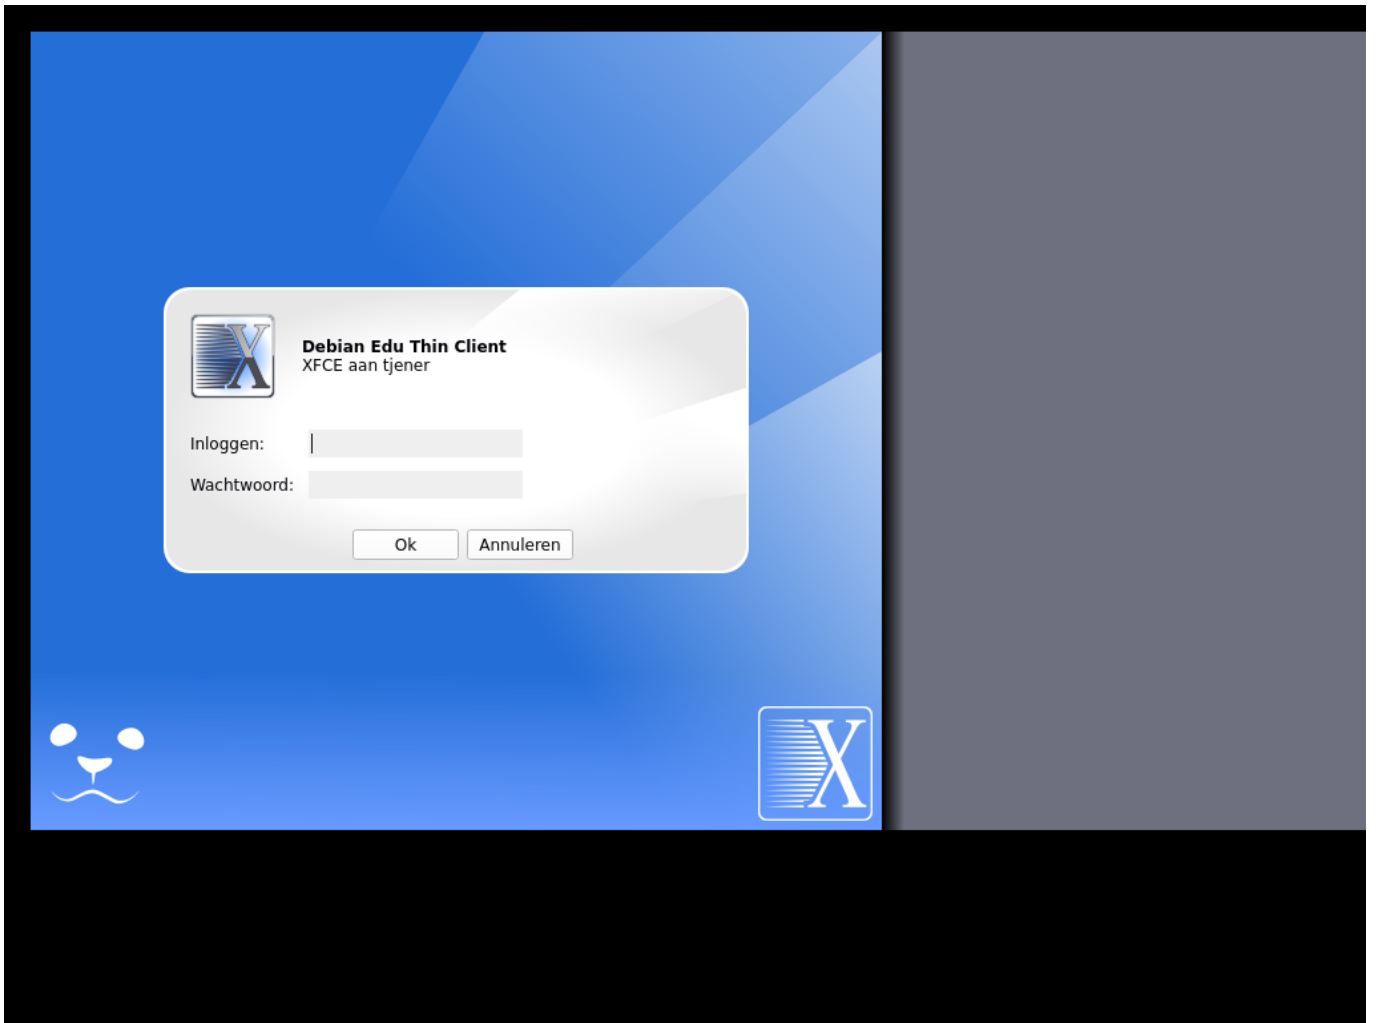 Debian Edu Thin Client
XFCE aan tjener
Inloggen:
Wachtwoord:
Ok Annuleren